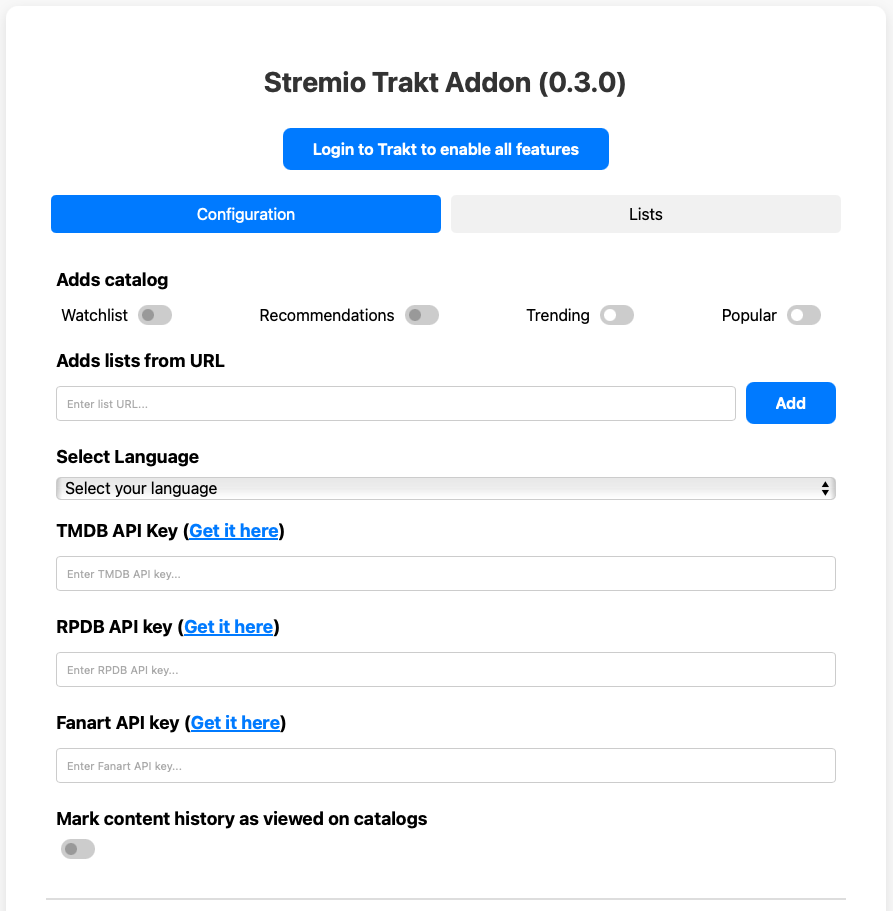 Stremio Trakt Addon (0.3.0)
Login to Trakt to enable all features
Configuration Lists
Adds catalog
Watchlist Recommendations Trending Popular
Adds lists from URL
Enter list URL... Add
Select Language
Select your language
TMDB API Key (Get it here)
Enter TMDB API key...
RPDB API key (Get it here)
Enter RPDB API key...
Fanart API key (Get it here)
Enter Fanart API key...
Mark content history as viewed on catalogs